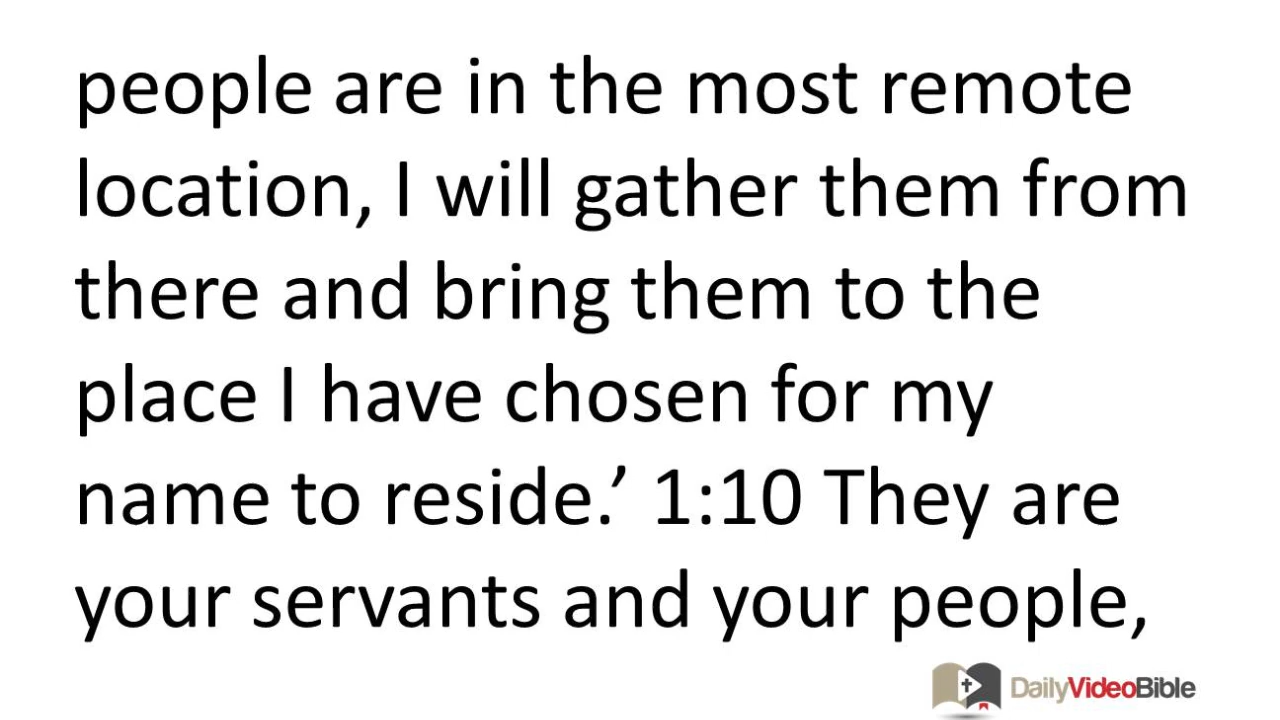 people are in the most remote
location, I will gather them from
there and bring them to the
place I have chosen for my
name to reside.’ 1:10 They are
your servants and your people,
DailyVideoBible